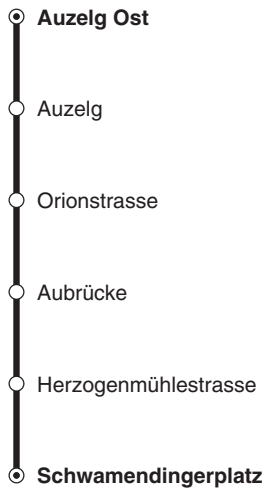 Auzelg Ost
Auzelg
Orionstrasse
Aubrücke
Herzogenmühlestrasse
Schwamendingerplatz